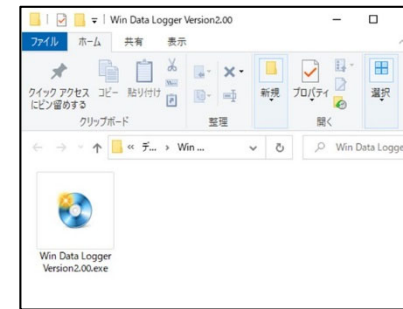 Win Data Logger Version2.00
ファイル ホーム 共有 表示
クイック アクセス
にピン留めする
コピー 貼り付け
新規 プロパティ 選択
クリップボード 整理 開く
« デ... › Win ... Win Data Logge
Win Data Logger
Version2.00.exe